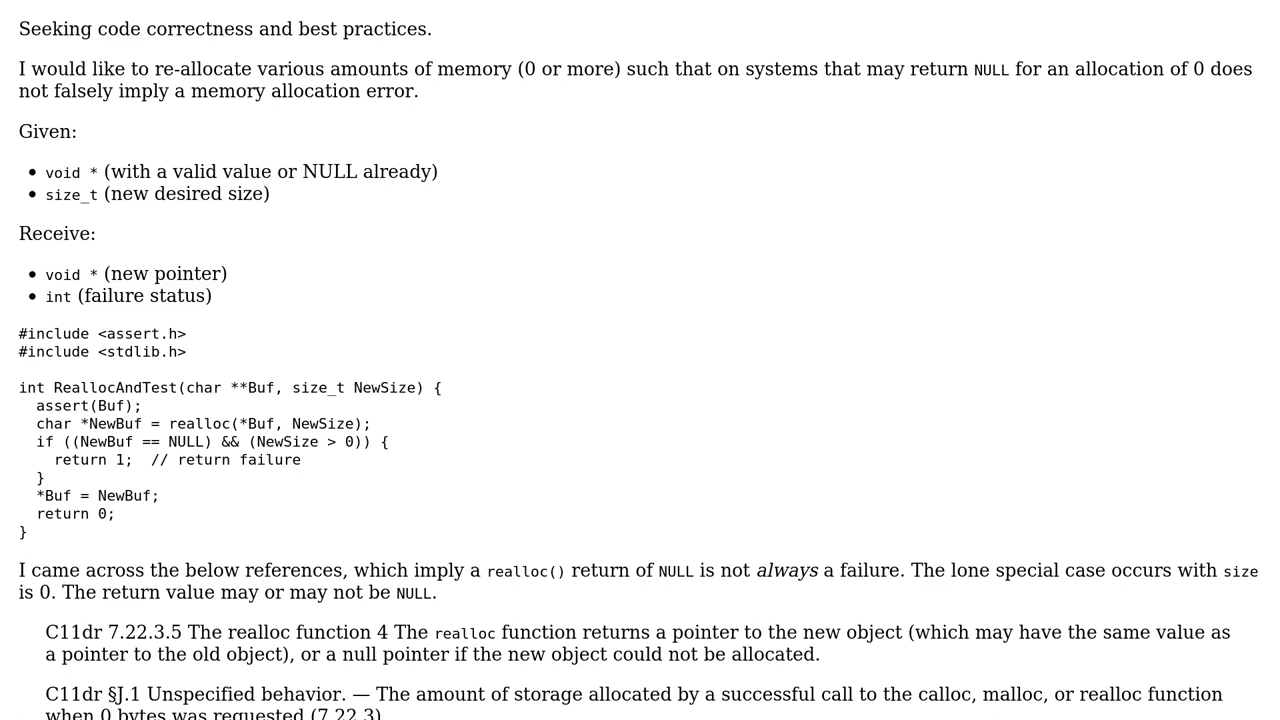 Seeking code correctness and best practices.
I would like to re-allocate various amounts of memory (0 or more) such that on systems that may return NULL for an allocation of 0 does
not falsely imply a memory allocation error.
Given:
• void * (with a valid value or NULL already)
• size_t (new desired size)
Receive:
• void * (new pointer)
• int (failure status)
#include <assert.h>
#include <stdlib.h>
int ReallocAndTest(char **Buf, size_t NewSize) {
  assert(Buf);
  char *NewBuf = realloc(*Buf, NewSize);
  if ((NewBuf == NULL) && (NewSize > 0)) {
    return 1;  // return failure
  }
  *Buf = NewBuf;
  return 0;
}
I came across the below references, which imply a realloc() return of NULL is not always a failure. The lone special case occurs with size
is 0. The return value may or may not be NULL.
C11dr 7.22.3.5 The realloc function 4 The realloc function returns a pointer to the new object (which may have the same value as
a pointer to the old object), or a null pointer if the new object could not be allocated.
C11dr §J.1 Unspecified behavior. — The amount of storage allocated by a successful call to the calloc, malloc, or realloc function
when 0 bytes was requested (7.22.3)